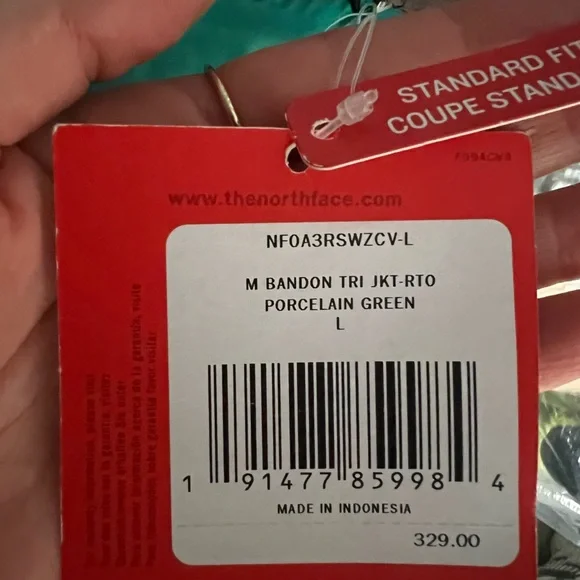 STANDARD FIT
COUPE STAND
www.thenorthface.com
NF0A3RSWZCV-L
M BANDON TRI JKT-RTO
PORCELAIN GREEN
L
1 91477 85998 4
MADE IN INDONESIA
329.00